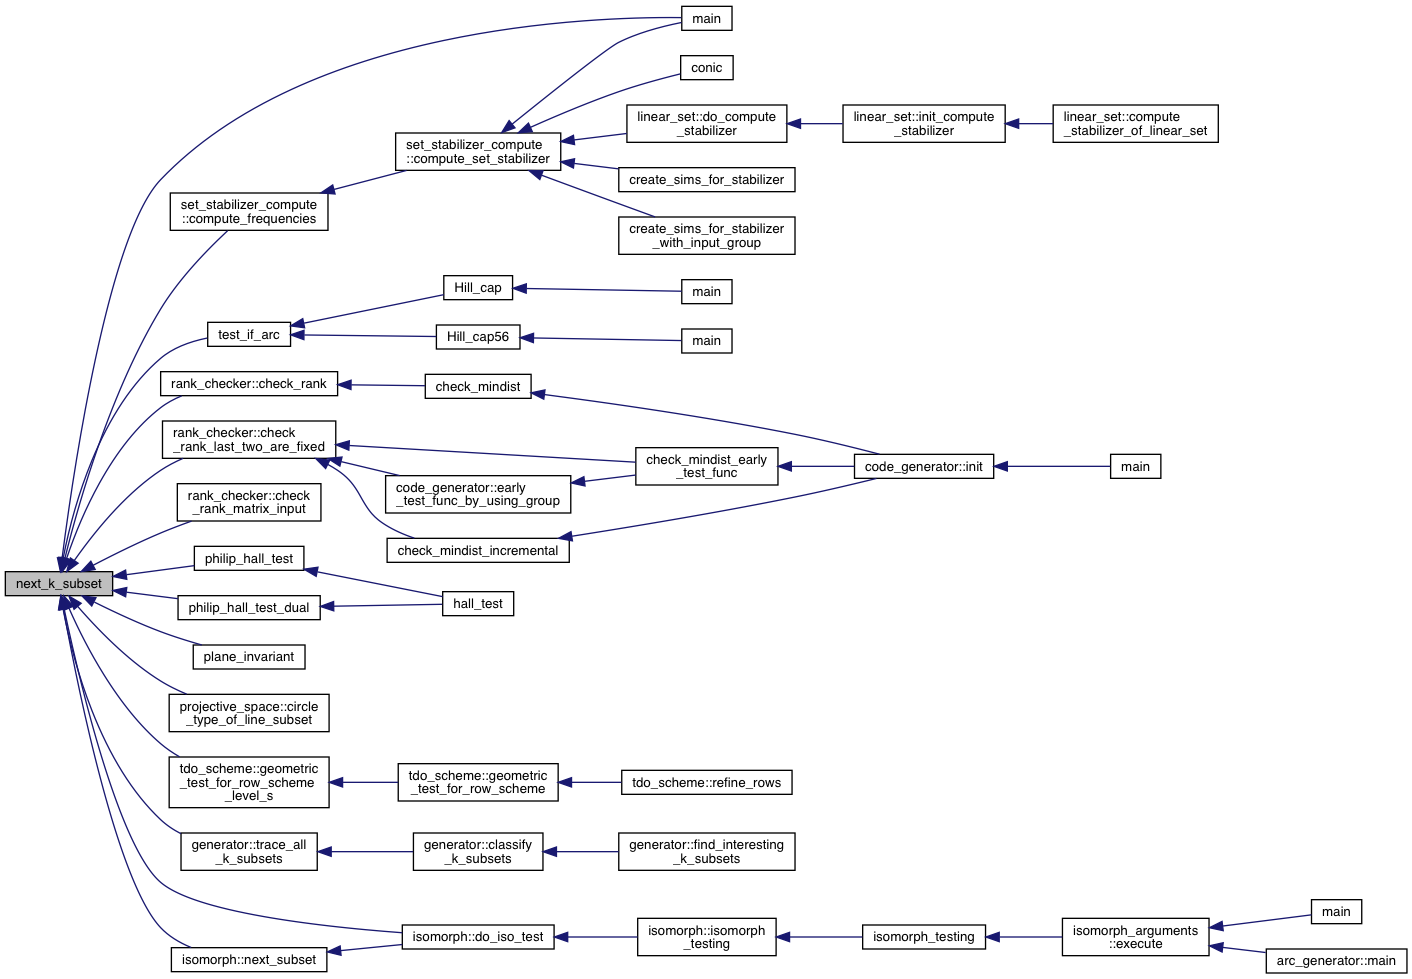 main
conic
linear_set::do_compute
_stabilizer
linear_set::init_compute
_stabilizer
linear_set::compute
_stabilizer_of_linear_set
set_stabilizer_compute
::compute_set_stabilizer
create_sims_for_stabilizer
set_stabilizer_compute
::compute_frequencies
create_sims_for_stabilizer
_with_input_group
Hill_cap
main
test_if_arc
Hill_cap56
main
rank_checker::check_rank
check_mindist
rank_checker::check
_rank_last_two_are_fixed
check_mindist_early
_test_func
code_generator::init
main
code_generator::early
_test_func_by_using_group
rank_checker::check
_rank_matrix_input
check_mindist_incremental
philip_hall_test
next_k_subset
philip_hall_test_dual
hall_test
plane_invariant
projective_space::circle
_type_of_line_subset
tdo_scheme::geometric
_test_for_row_scheme
_level_s
tdo_scheme::geometric
_test_for_row_scheme
tdo_scheme::refine_rows
generator::trace_all
_k_subsets
generator::classify
_k_subsets
generator::find_interesting
_k_subsets
main
isomorph::do_iso_test
isomorph::isomorph
_testing
isomorph_testing
isomorph_arguments
::execute
isomorph::next_subset
arc_generator::main